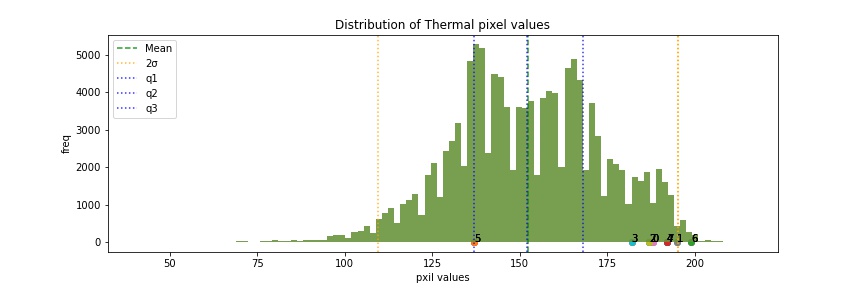 Distribution of Thermal pixel values
Mean
2σ
q1
q2
q3
5000
4000
3000
2000
1000
0
freq
5 3 2 0 4 7 1 6
50 75 100 125 150 175 200
pxil values